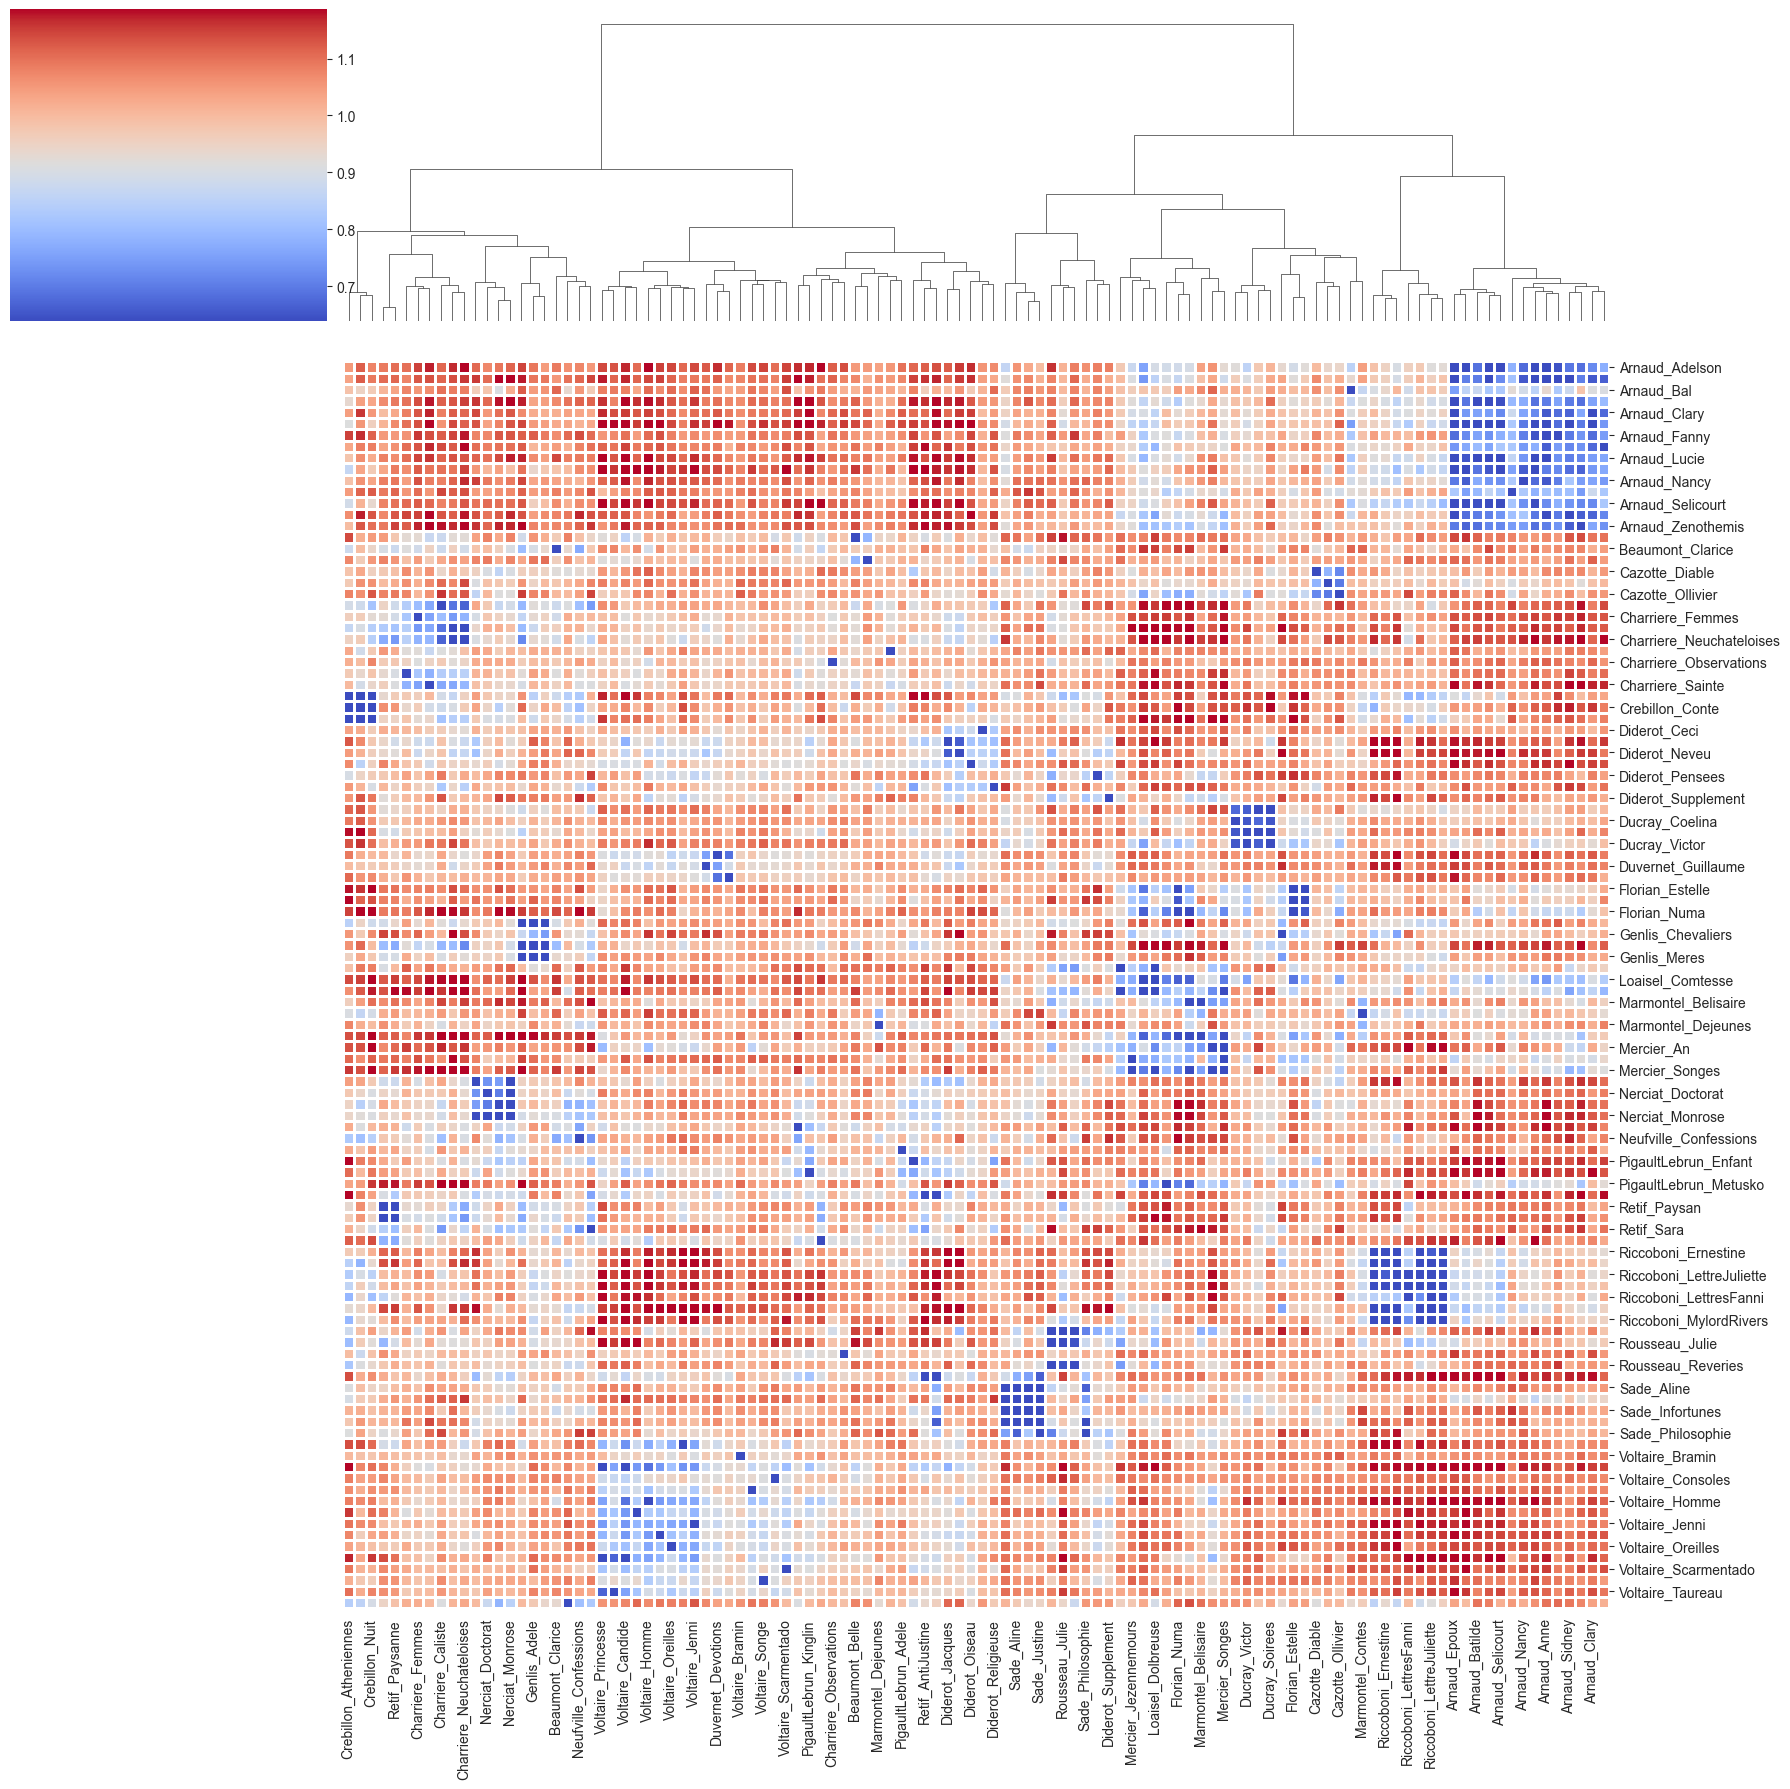 1.1
1.0
0.9
0.8
0.7
Arnaud_Adelson
Arnaud_Bal
Arnaud_Clary
Arnaud_Fanny
Arnaud_Lucie
Arnaud_Nancy
Arnaud_Selicourt
Arnaud_Zenothemis
Beaumont_Clarice
Cazotte_Diable
Cazotte_Ollivier
Charriere_Femmes
Charriere_Neuchateloises
Charriere_Observations
Charriere_Sainte
Crebillon_Conte
Diderot_Ceci
Diderot_Neveu
Diderot_Pensees
Diderot_Supplement
Ducray_Coelina
Ducray_Victor
Duvernet_Guillaume
Florian_Estelle
Florian_Numa
Genlis_Chevaliers
Genlis_Meres
Loaisel_Comtesse
Marmontel_Belisaire
Marmontel_Dejeunes
Mercier_An
Mercier_Songes
Nerciat_Doctorat
Nerciat_Monrose
Neufville_Confessions
PigaultLebrun_Enfant
PigaultLebrun_Metusko
Retif_Paysan
Retif_Sara
Riccoboni_Ernestine
Riccoboni_LettreJuliette
Riccoboni_LettresFanni
Riccoboni_MylordRivers
Rousseau_Julie
Rousseau_Reveries
Sade_Aline
Sade_Infortunes
Sade_Philosophie
Voltaire_Bramin
Voltaire_Consoles
Voltaire_Homme
Voltaire_Jenni
Voltaire_Oreilles
Voltaire_Scarmentado
Voltaire_Taureau
Crebillon_Atheniennes
Crebillon_Nuit
Retif_Paysanne
Charriere_Femmes
Charriere_Caliste
Charriere_Neuchateloises
Nerciat_Doctorat
Nerciat_Monrose
Genlis_Adele
Beaumont_Clarice
Neufville_Confessions
Voltaire_Princesse
Voltaire_Candide
Voltaire_Homme
Voltaire_Oreilles
Voltaire_Jenni
Duvernet_Devotions
Voltaire_Bramin
Voltaire_Songe
Voltaire_Scarmentado
PigaultLebrun_Kinglin
Charriere_Observations
Beaumont_Belle
Marmontel_Dejeunes
PigaultLebrun_Adele
Retif_AntiJustine
Diderot_Jacques
Diderot_Oiseau
Diderot_Religieuse
Sade_Aline
Sade_Justine
Rousseau_Julie
Sade_Philosophie
Diderot_Supplement
Mercier_Jezennemours
Loaisel_Dolbreuse
Florian_Numa
Marmontel_Belisaire
Mercier_Songes
Ducray_Victor
Ducray_Soirees
Florian_Estelle
Cazotte_Diable
Cazotte_Ollivier
Marmontel_Contes
Riccoboni_Ernestine
Riccoboni_LettresFanni
Riccoboni_LettreJuliette
Arnaud_Epoux
Arnaud_Batilde
Arnaud_Selicourt
Arnaud_Nancy
Arnaud_Anne
Arnaud_Sidney
Arnaud_Clary